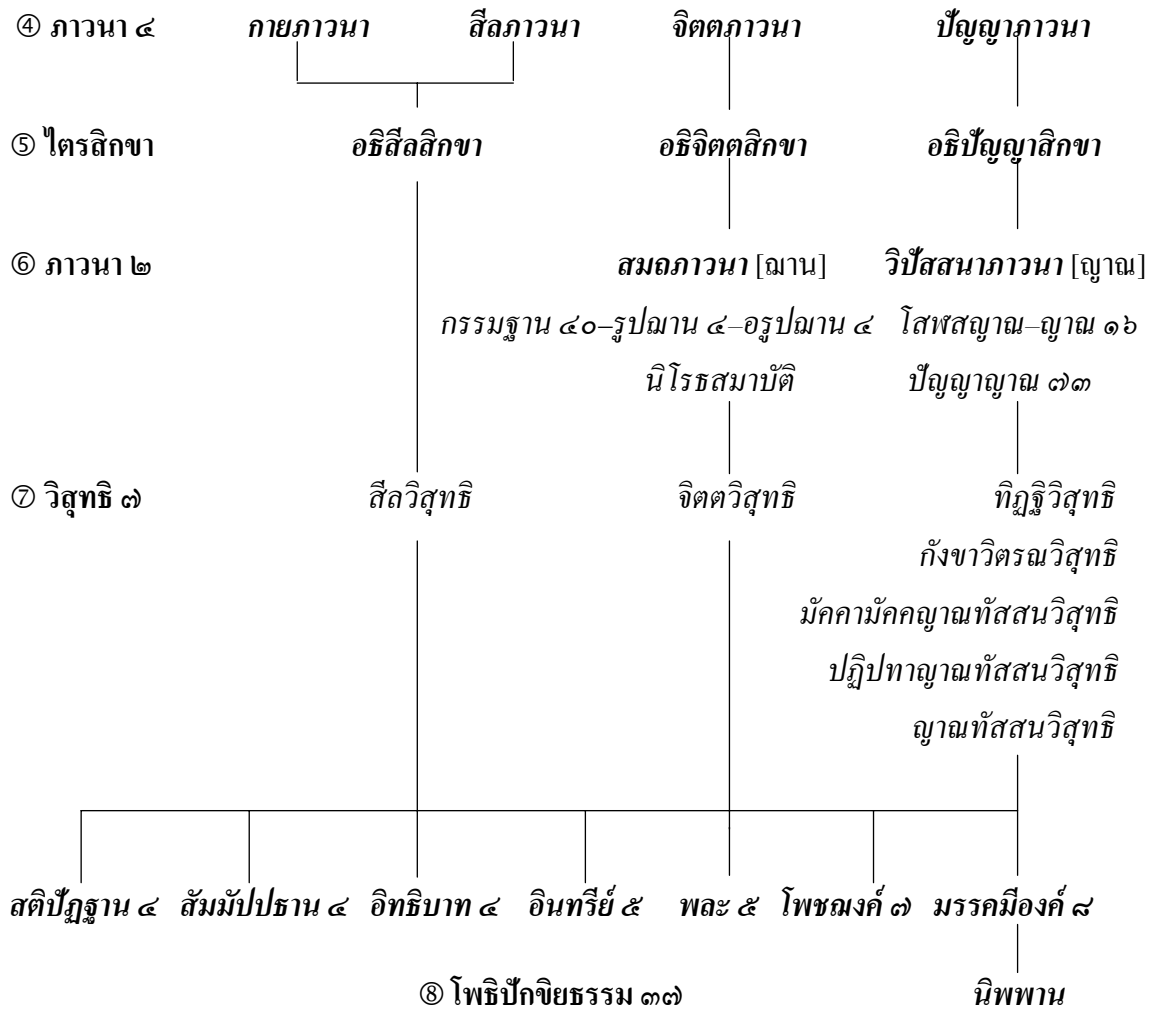 ④ ภาวนา ๔ กายภาวนา สีลภาวนา จิตตภาวนา ปัญญาภาวนา
⑤ ไตรสิกขา อธิสีลสิกขา อธิจิตตสิกขา อธิปัญญาสิกขา
⑥ ภาวนา ๒ สมถภาวนา [ฌาน] วิปัสสนาภาวนา [ญาณ]
กรรมฐาน ๔๐–รูปฌาน ๔–อรูปฌาน ๔ โสฬสญาณ–ญาณ ๑๖
นิโรธสมาบัติ ปัญญาญาณ ๗๓
⑦ วิสุทธิ ๗ สีลวิสุทธิ จิตตวิสุทธิ ทิฏฐิวิสุทธิ
กังขาวิตรณวิสุทธิ
มัคคามัคคญาณทัสสนวิสุทธิ
ปฏิปทาญาณทัสสนวิสุทธิ
ญาณทัสสนวิสุทธิ
สติปัฏฐาน ๔ สัมมัปปธาน ๔ อิทธิบาท ๔ อินทรีย์ ๕ พละ ๕ โพชฌงค์ ๗ มรรคมีองค์ ๘
⑧ โพธิปักขิยธรรม ๓๗ นิพพาน